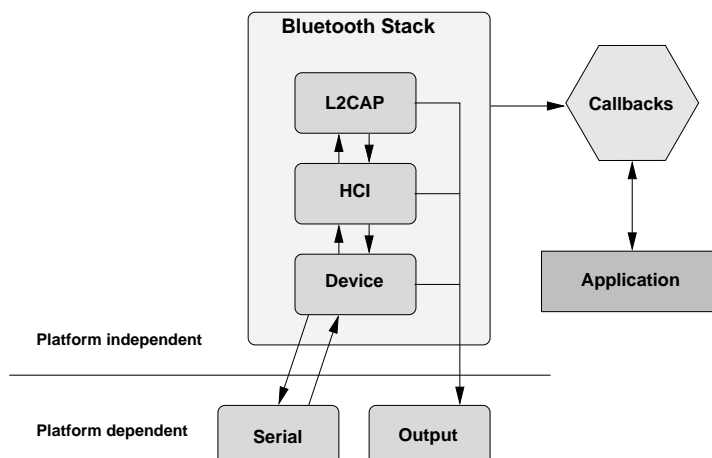 Bluetooth Stack
L2CAP
Callbacks
HCI
Device
Application
Platform independent
Platform dependent
Serial
Output